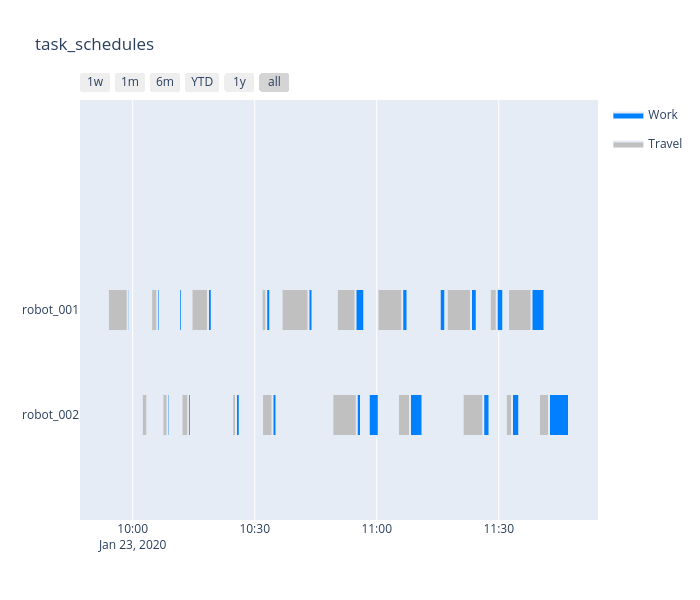 task_schedules
1w 1m 6m YTD 1y all
Work
Travel
robot_001
robot_002
10:00 10:30 11:00 11:30
Jan 23, 2020